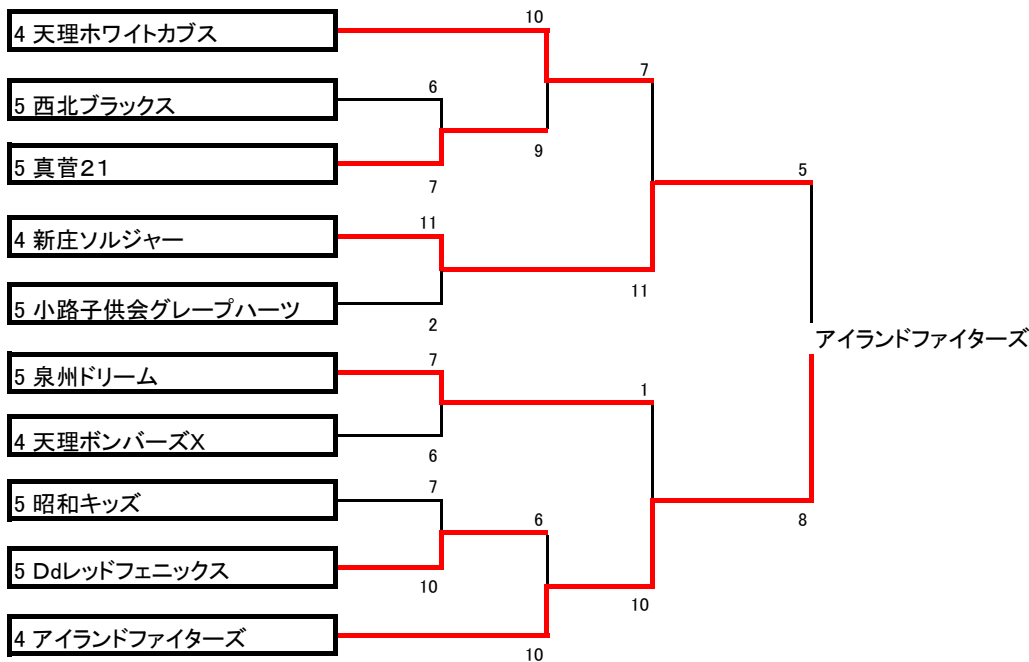 10
4 天理ホワイトカブス
7
6
5 西北ブラックス
9
5 真菅21
5
7
11
4 新庄ソルジャー
11
5 小路子供会グレープハーツ
2
アイランドファイターズ
7
5 泉州ドリーム
1
4 天理ボンバーズX
6
7
5 昭和キッズ
6
8
5 Ddレッドフェニックス
10
10
4 アイランドファイターズ
10